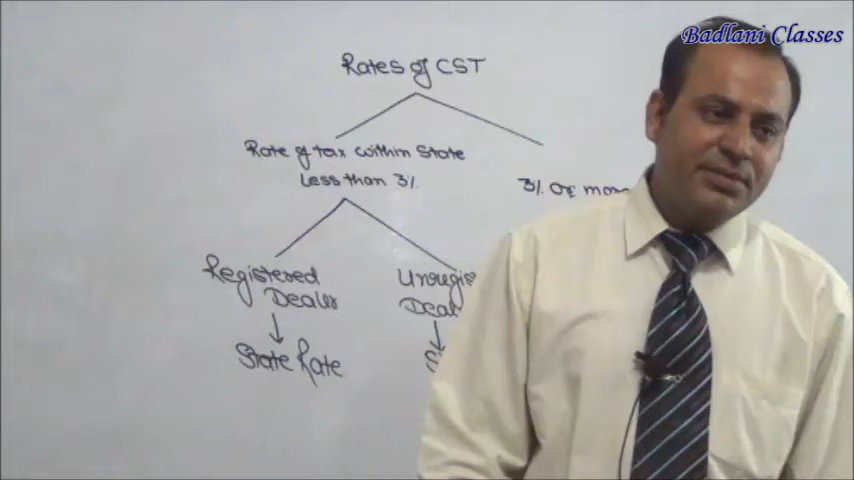 Badlani Classes
Rates of CST
Rate of tax within State
Less than 3%
3% or more
Registered
Dealer
State Rate